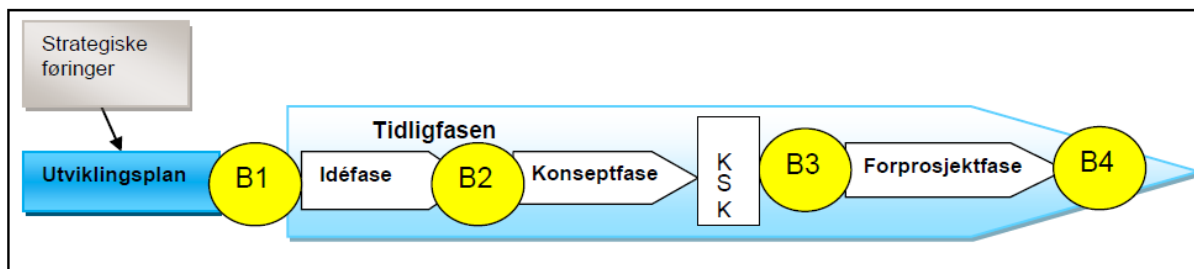 Strategiske
føringer
Tidligfasen
Utviklingsplan
B1
Idéfase
B2
Konseptfase
K
S
K
B3
Forprosjektfase
B4